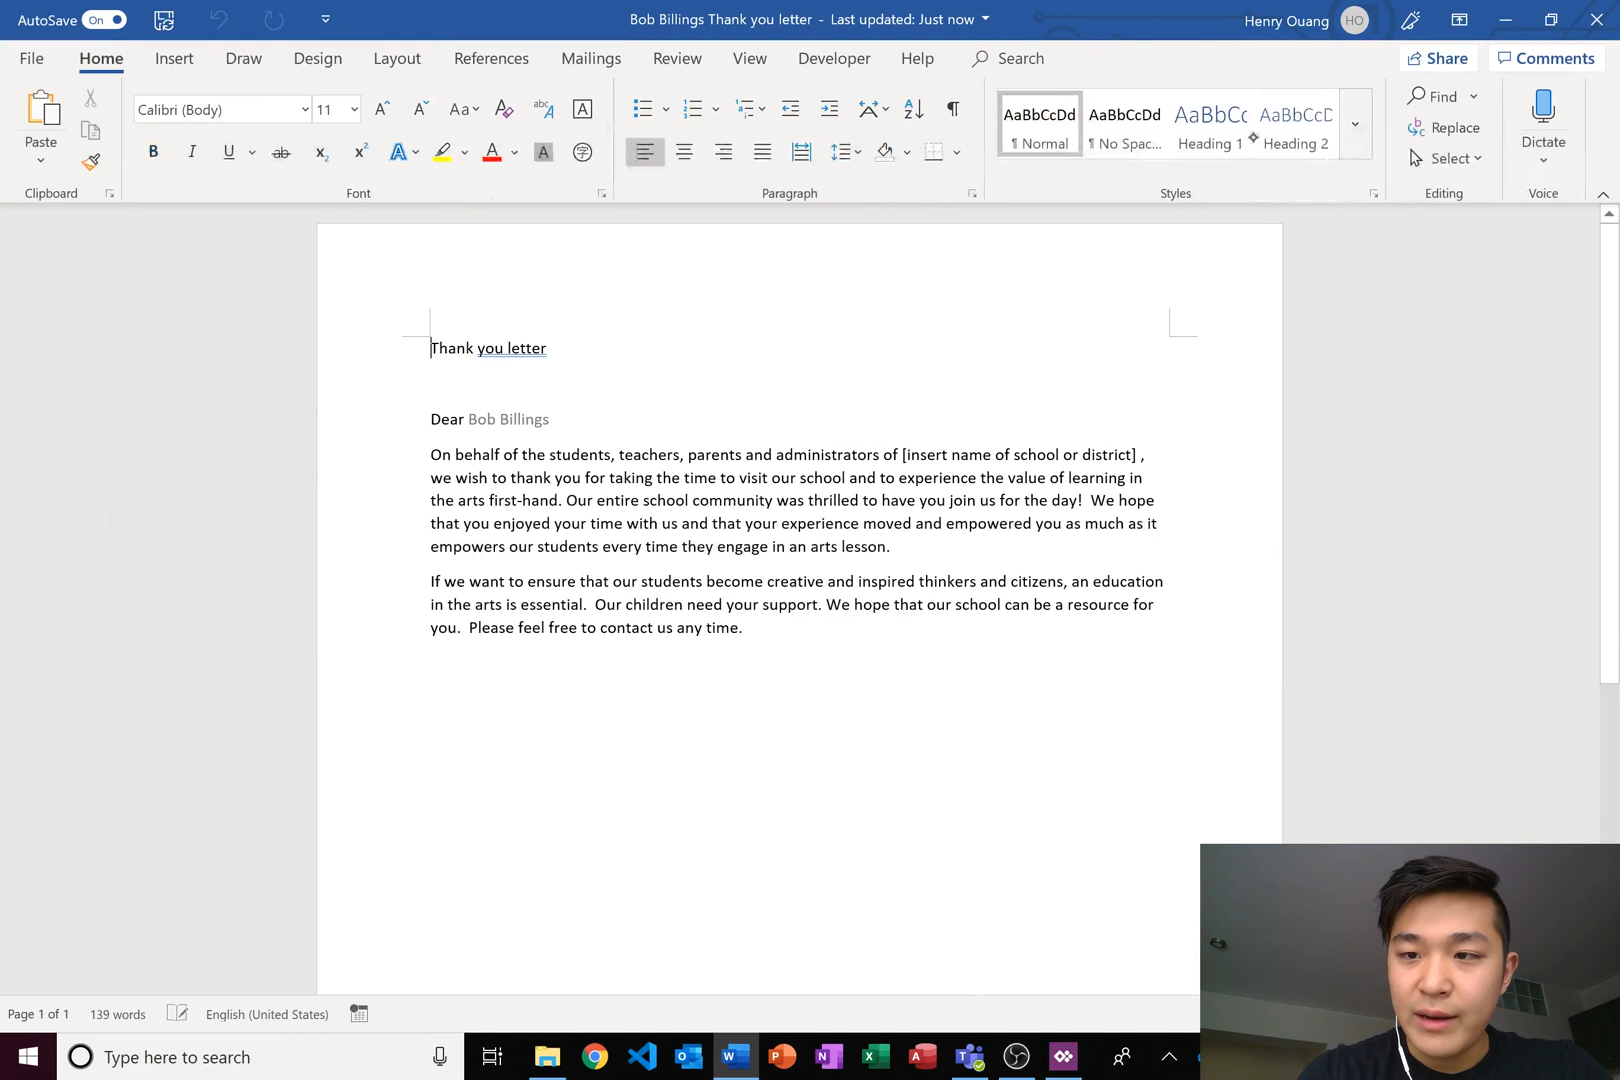 AutoSave On
Bob Billings Thank you letter - Last updated: Just now
Henry Ouang HO
File Home Insert Draw Design Layout References Mailings Review View Developer Help Search
Share Comments
Paste
Clipboard
Calibri (Body) 11
Aa
abc A A
B I U ab X₂ X² A A A 字
Font
Paragraph
AaBbCcDd AaBbCcDd AaBbCc AaBbCcD
¶ Normal ¶ No Spac... Heading 1 Heading 2
Styles
Find
Replace
Select
Editing
Dictate
Voice
Thank you letter
Dear Bob Billings
On behalf of the students, teachers, parents and administrators of [insert name of school or district] ,
we wish to thank you for taking the time to visit our school and to experience the value of learning in
the arts first-hand. Our entire school community was thrilled to have you join us for the day!  We hope
that you enjoyed your time with us and that your experience moved and empowered you as much as it
empowers our students every time they engage in an arts lesson.
If we want to ensure that our students become creative and inspired thinkers and citizens, an education
in the arts is essential.  Our children need your support. We hope that our school can be a resource for
you.  Please feel free to contact us any time.
Page 1 of 1 139 words English (United States)
Type here to search